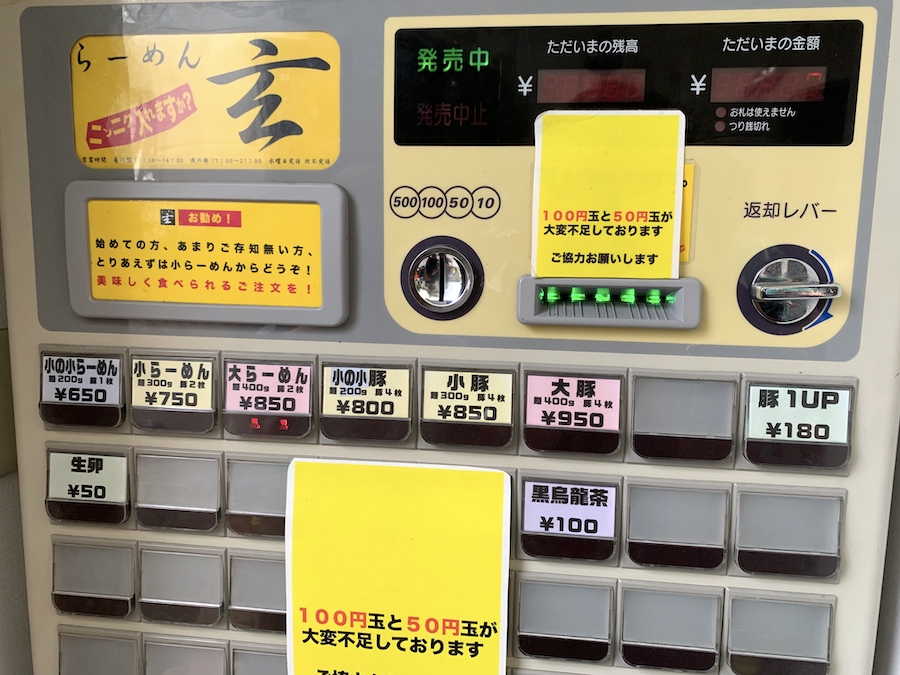 らーめん
玄
ニンニク入れますか?
発売中
発売中止
ただいまの残高
¥
ただいまの金額
¥
お札は使えません
つり銭切れ
玄 お勧め!
始めての方、あまりご存知無い方、
とりあえずは小らーめんからどうぞ!
美味しく食べられるご注文を!
500 100 50 10
100円玉と50円玉が
大変不足しております
ご協力お願いします
返却レバー
小の小らーめん
麺200g 豚1枚
¥650
小らーめん
麺300g 豚2枚
¥750
大らーめん
麺400g 豚2枚
¥850
小の小豚
麺200g 豚4枚
¥800
小豚
麺300g 豚4枚
¥850
大豚
麺400g 豚4枚
¥950
豚1UP
¥180
生卵
¥50
黒烏龍茶
¥100
100円玉と50円玉が
大変不足しております